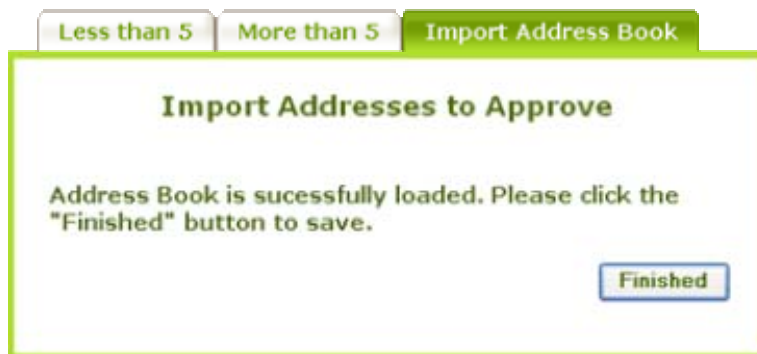 Less than 5 More than 5 Import Address Book
Import Addresses to Approve
Address Book is sucessfully loaded. Please click the
"Finished" button to save.
Finished